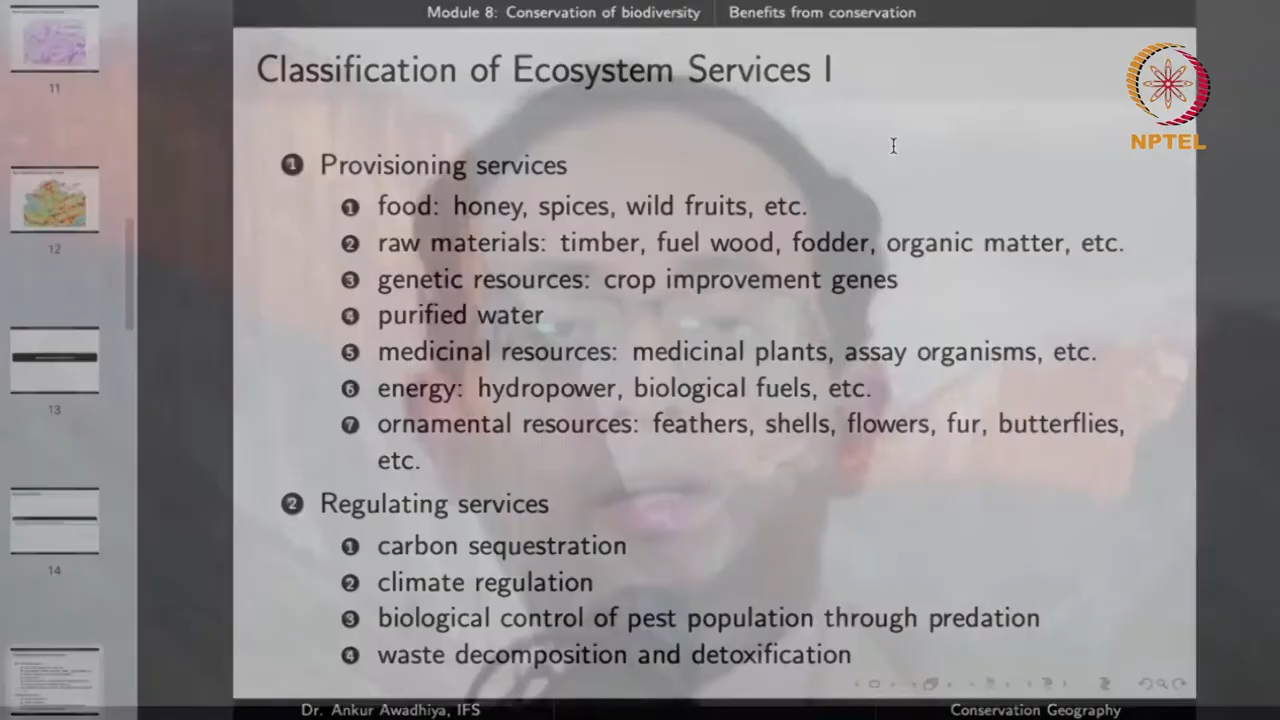 Module 8: Conservation of biodiversity Benefits from conservation
Classification of Ecosystem Services I
NPTEL
1 Provisioning services
1 food: honey, spices, wild fruits, etc.
2 raw materials: timber, fuel wood, fodder, organic matter, etc.
3 genetic resources: crop improvement genes
4 purified water
5 medicinal resources: medicinal plants, assay organisms, etc.
6 energy: hydropower, biological fuels, etc.
7 ornamental resources: feathers, shells, flowers, fur, butterflies,
etc.
2 Regulating services
1 carbon sequestration
2 climate regulation
3 biological control of pest population through predation
4 waste decomposition and detoxification
Dr. Ankur Awadhiya, IFS Conservation Geography
11
12
13
14